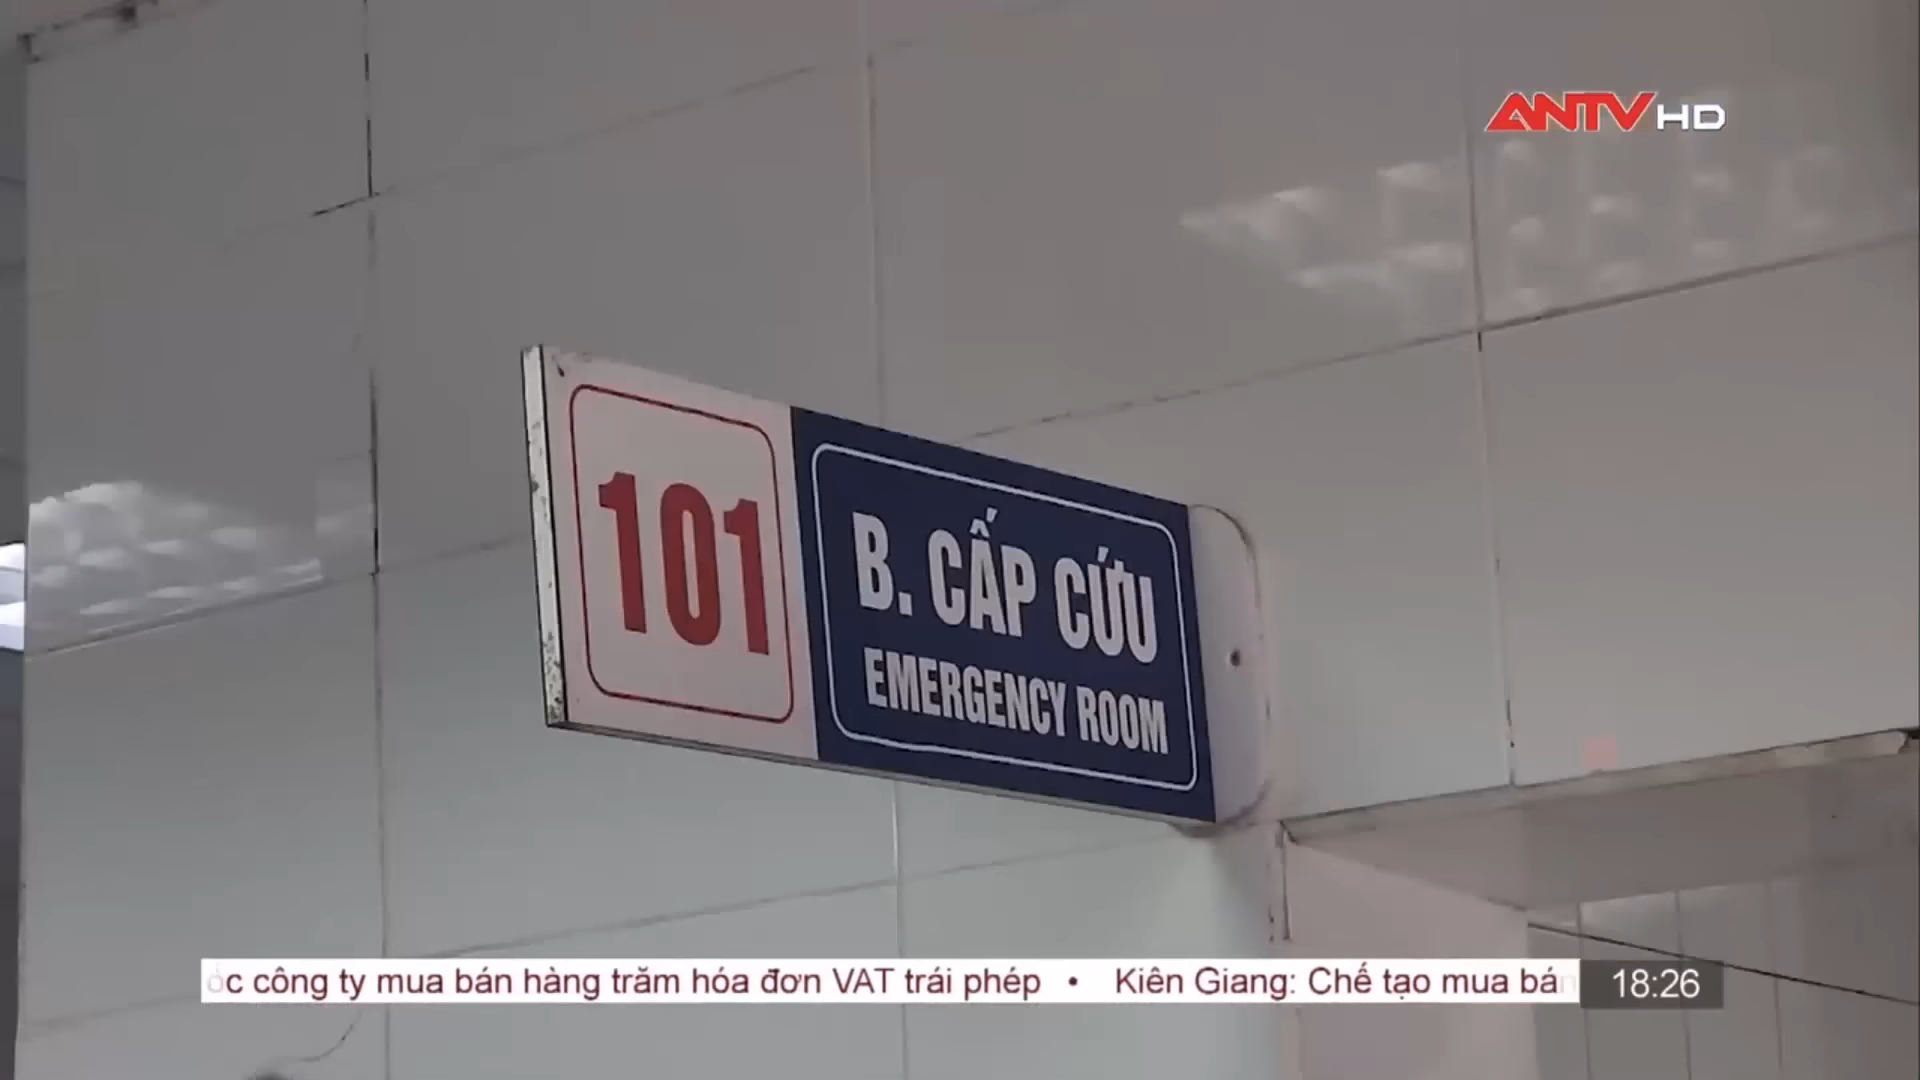 ANTV HD
101
B. CẤP CỨU
EMERGENCY ROOM
công ty mua bán hàng trăm hóa đơn VAT trái phép • Kiên Giang: Chế tạo mua bán
18:26